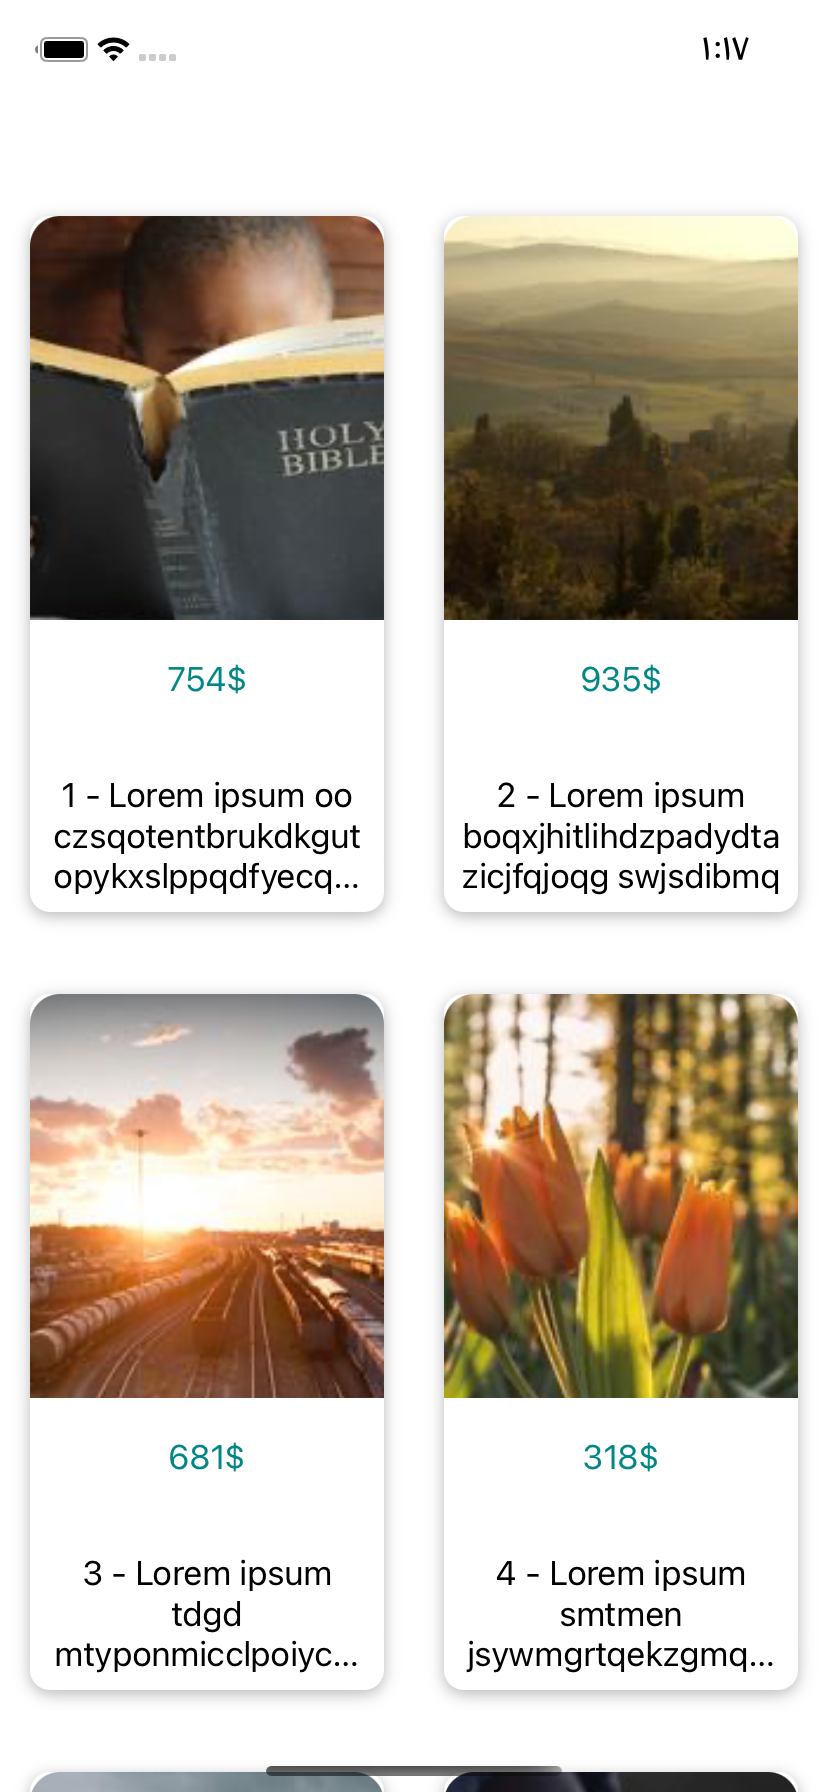 ١:١٧
HOLY
BIBLE
754$
1 - Lorem ipsum oo
czsqotentbrukdkgut
opykxslppqdfyecq...
935$
2 - Lorem ipsum
boqxjhitlihdzpadydta
zicjfqjoqg swjsdibmq
681$
3 - Lorem ipsum
tdgd
mtyponmicclpoiyc...
318$
4 - Lorem ipsum
smtmen
jsywmgrtqekzgmq...